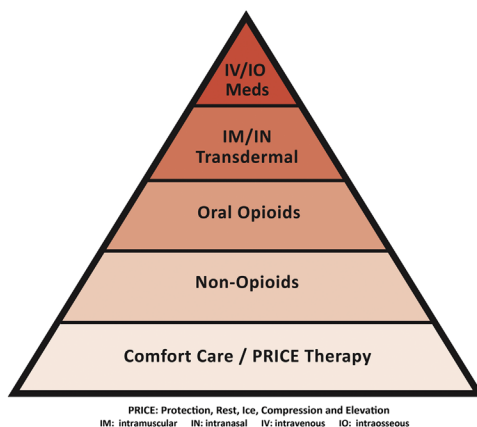 IV/IO
Meds
IM/IN
Transdermal
Oral Opioids
Non-Opioids
Comfort Care / PRICE Therapy
PRICE: Protection, Rest, Ice, Compression and Elevation
IM: intramuscular IN: intranasal IV: intravenous IO: intraosseous